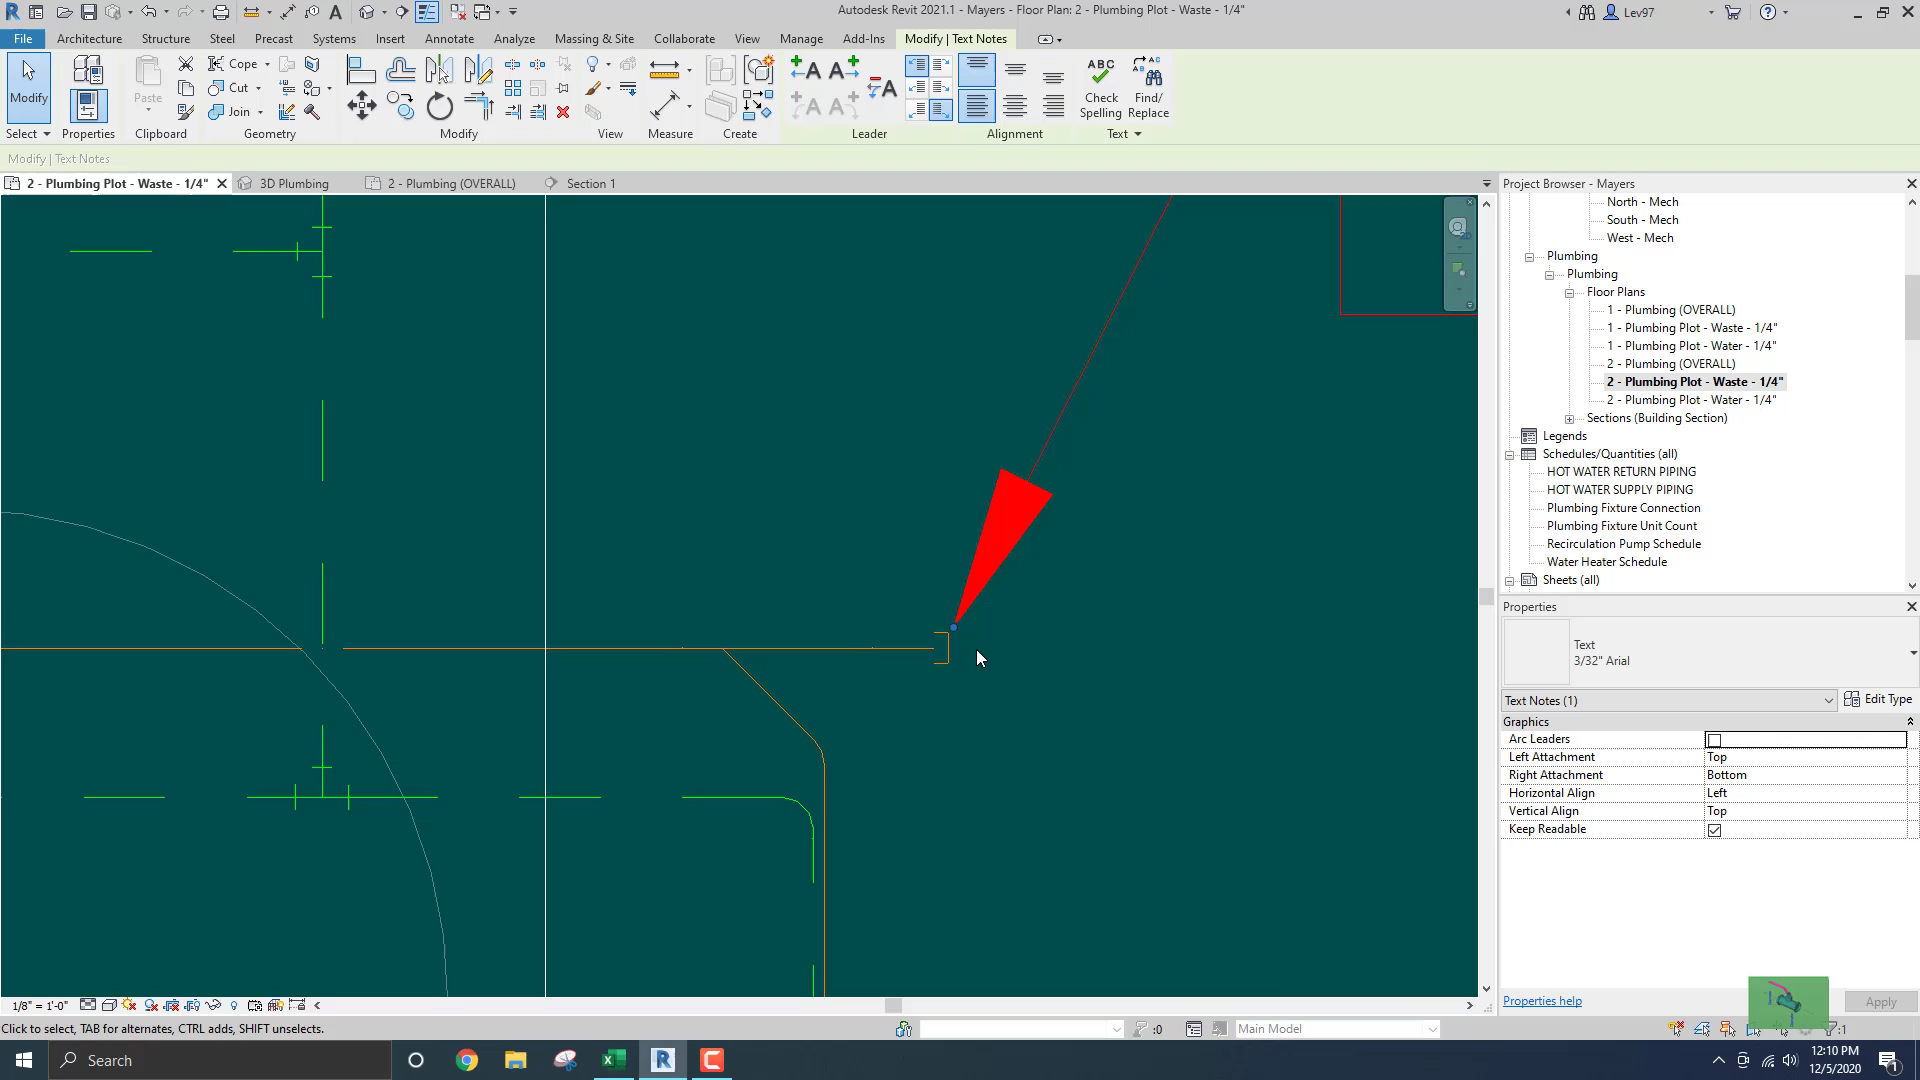 Autodesk Revit 2021.1 - Mayers - Floor Plan: 2 - Plumbing Plot - Waste - 1/4"
Lev97
File Architecture Structure Steel Precast Systems Insert Annotate Analyze Massing & Site Collaborate View Manage Add-Ins Modify | Text Notes
Modify
Select
Properties
Paste
Clipboard
Cope
Cut
Join
Geometry
Modify
View
Measure
Create
Leader
Alignment
Check Spelling
Find/ Replace
Text
Modify | Text Notes
2 - Plumbing Plot - Waste - 1/4"
3D Plumbing
2 - Plumbing (OVERALL)
Section 1
Project Browser - Mayers
North - Mech
South - Mech
West - Mech
Plumbing
Plumbing
Floor Plans
1 - Plumbing (OVERALL)
1 - Plumbing Plot - Waste - 1/4"
1 - Plumbing Plot - Water - 1/4"
2 - Plumbing (OVERALL)
2 - Plumbing Plot - Waste - 1/4"
2 - Plumbing Plot - Water - 1/4"
Sections (Building Section)
Legends
Schedules/Quantities (all)
HOT WATER RETURN PIPING
HOT WATER SUPPLY PIPING
Plumbing Fixture Connection
Plumbing Fixture Unit Count
Recirculation Pump Schedule
Water Heater Schedule
Sheets (all)
Properties
Text
3/32" Arial
Text Notes (1)
Edit Type
Graphics
Arc Leaders
Left Attachment Top
Right Attachment Bottom
Horizontal Align Left
Vertical Align Top
Keep Readable
Properties help
Apply
1/8" = 1'-0"
Click to select, TAB for alternates, CTRL adds, SHIFT unselects.
:0
Main Model
:1
Search
12:10 PM
12/5/2020
1